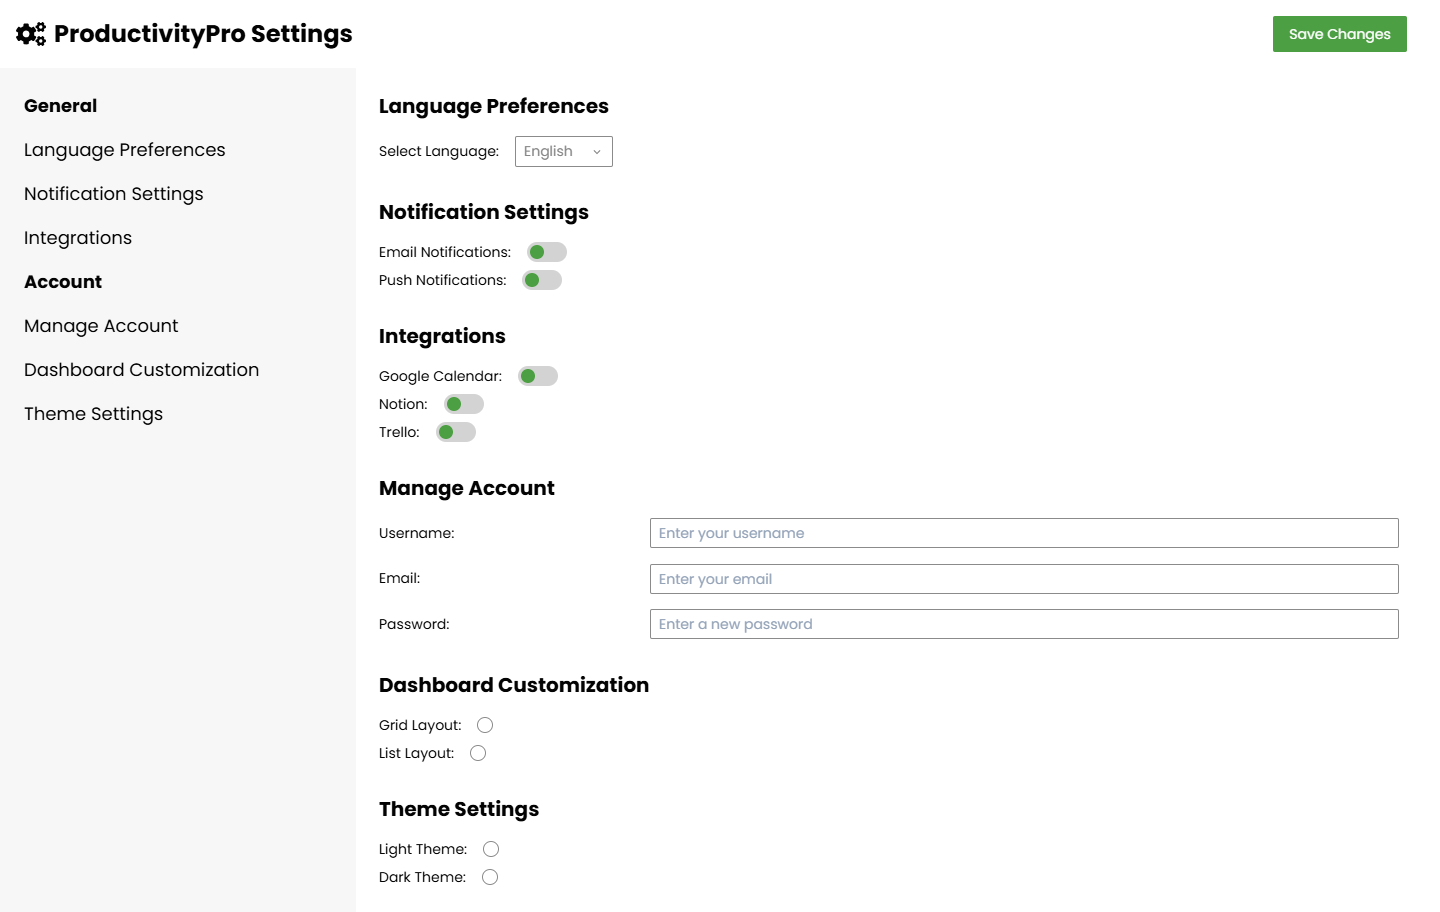 ProductivityPro Settings
Save Changes
General
Language Preferences
Notification Settings
Integrations
Account
Manage Account
Dashboard Customization
Theme Settings
Language Preferences
Select Language: English
Notification Settings
Email Notifications:
Push Notifications:
Integrations
Google Calendar:
Notion:
Trello:
Manage Account
Username: Enter your username
Email: Enter your email
Password: Enter a new password
Dashboard Customization
Grid Layout:
List Layout:
Theme Settings
Light Theme:
Dark Theme: